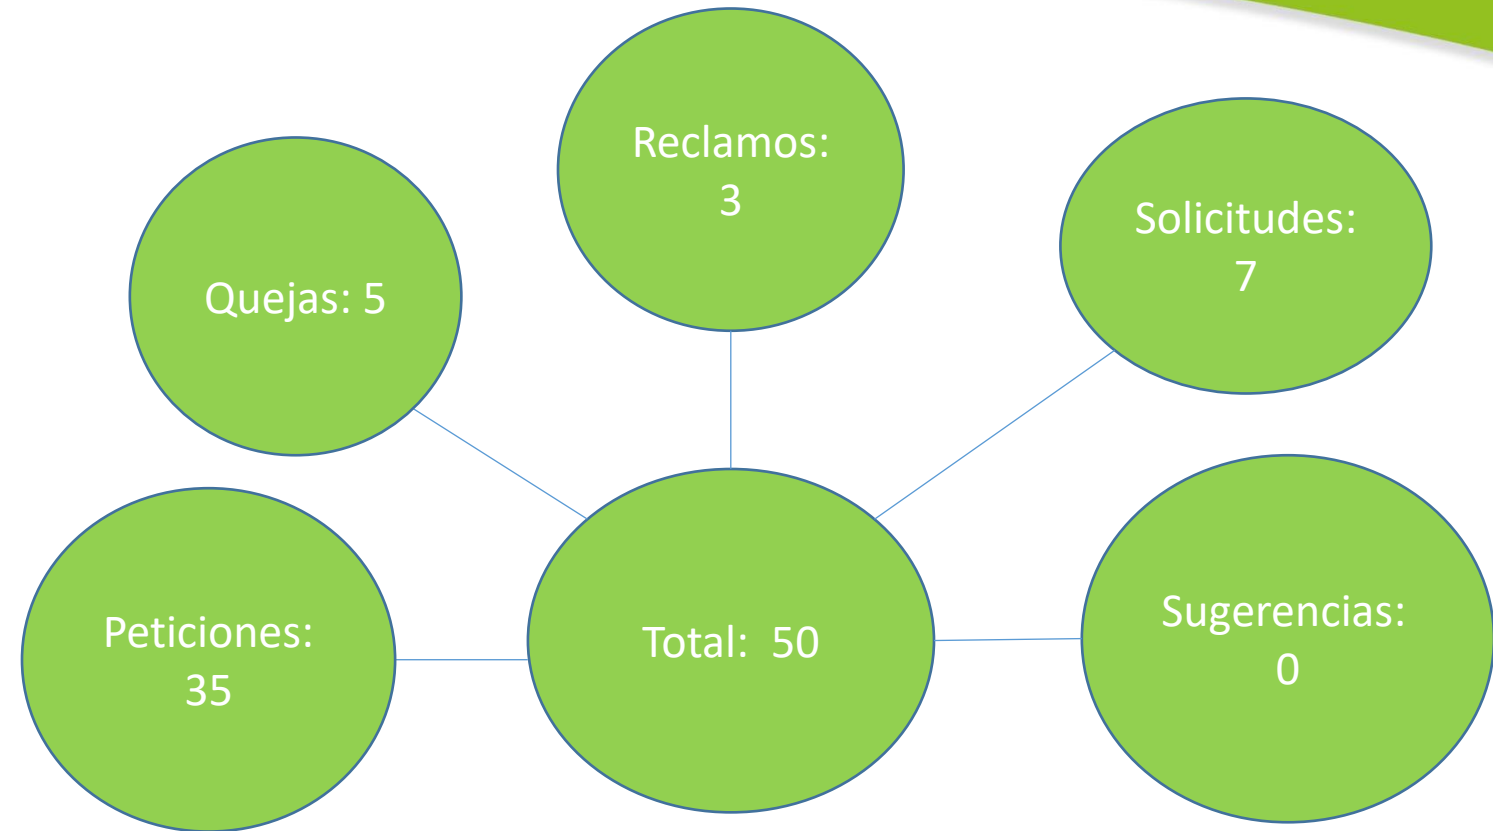 Reclamos:
3
Solicitudes:
7
Quejas: 5
Peticiones:
35
Total: 50
Sugerencias:
0